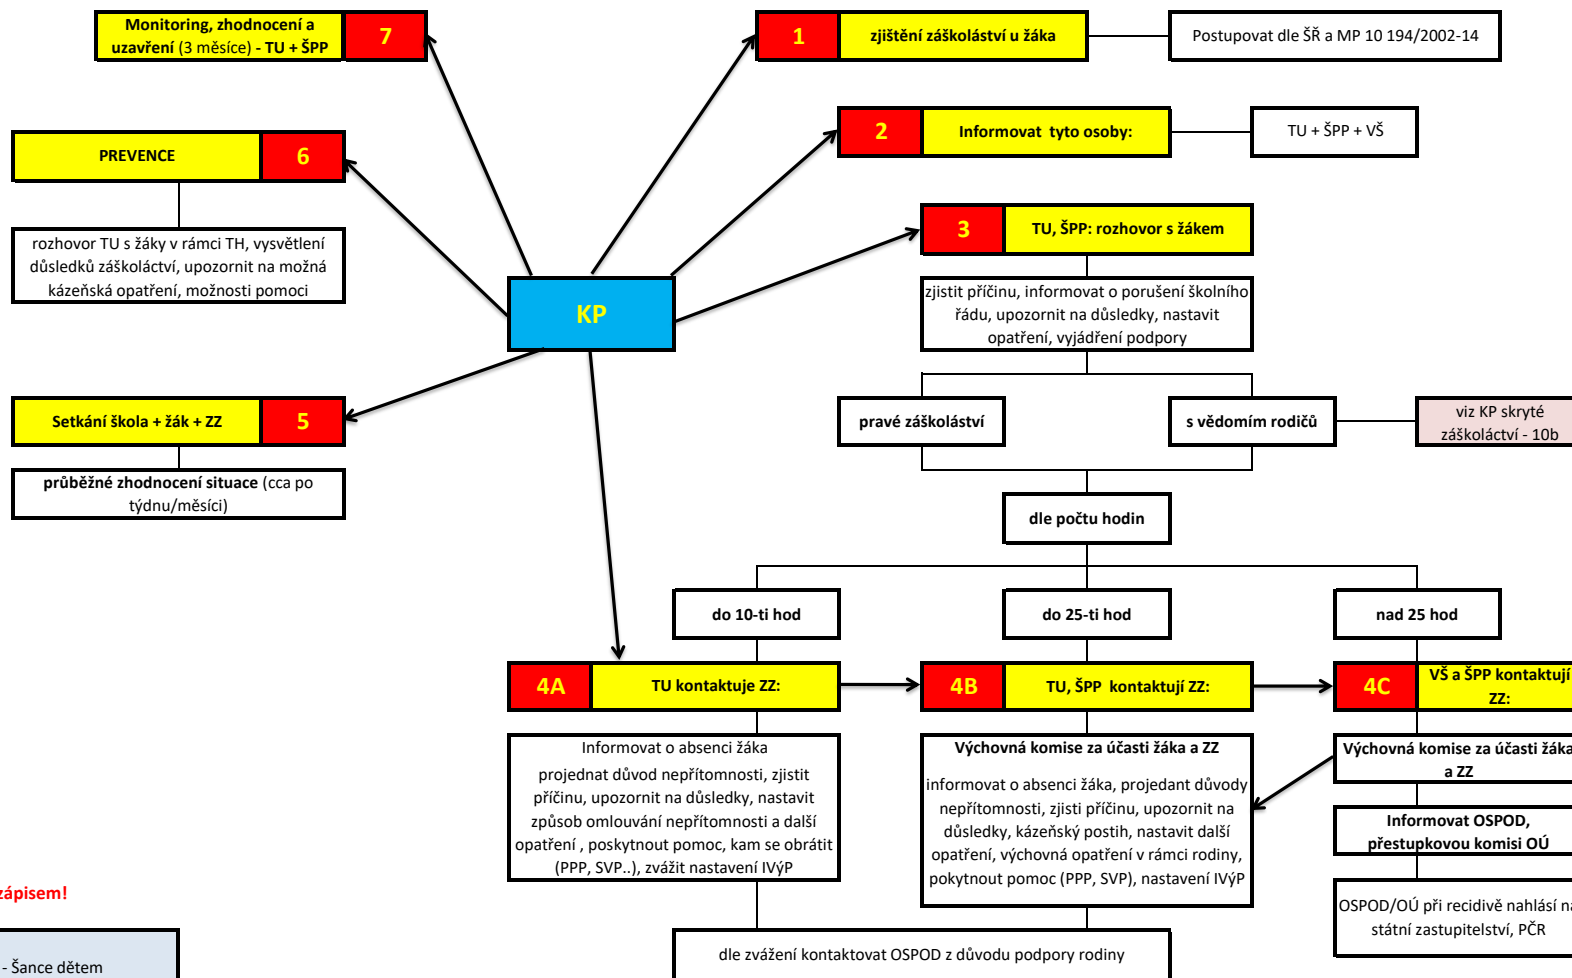 Monitoring, zhodnocení a
uzavření (3 měsíce) - TU + ŠPP
7
1
zjištění záškoláství u žáka
Postupovat dle ŠŘ a MP 10 194/2002-14
2
Informovat tyto osoby:
TU + ŠPP + VŠ
PREVENCE
6
rozhovor TU s žáky v rámci TH, vysvětlení
důsledků záškoláctví, upozornit na možná
kázeňská opatření, možnosti pomoci
3
TU, ŠPP: rozhovor s žákem
zjistit příčinu, informovat o porušení školního
řádu, upozornit na důsledky, nastavit
opatření, vyjádření podpory
KP
Setkání škola + žák + ZZ
5
průběžné zhodnocení situace (cca po
týdnu/měsíci)
pravé záškoláství
s vědomím rodičů
viz KP skryté
záškoláctví - 10b
dle počtu hodin
do 10-ti hod
do 25-ti hod
nad 25 hod
4A
TU kontaktuje ZZ:
4B
TU, ŠPP kontaktují ZZ:
4C
VŠ a ŠPP kontaktují
ZZ:
Informovat o absenci žáka
projednat důvod nepřítomnosti, zjistit
příčinu, upozornit na důsledky, nastavit
způsob omlouvání nepřítomnosti a další
opatření , poskytnout pomoc, kam se obrátit
(PPP, SVP..), zvážit nastavení IVýP
Výchovná komise za účasti žáka a ZZ
informovat o absenci žáka, projedant důvody
nepřítomnosti, zjisti příčinu, upozornit na
důsledky, kázeňský postih, nastavit další
opatření, výchovná opatření v rámci rodiny,
pokytnout pomoc (PPP, SVP), nastavení IVýP
Výchovná komise za účasti žáka
a ZZ
Informovat OSPOD,
přestupkovou komisi OÚ
OSPOD/OÚ při recidivě nahlásí na
státní zastupitelství, PČR
dle zvážení kontaktovat OSPOD z důvodu podpory rodiny
zápisem!
- Šance dětem